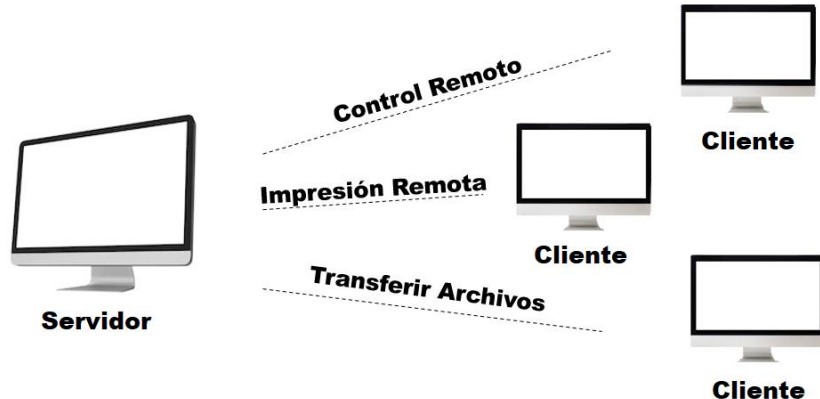 Control Remoto
Cliente
Impresión Remota
Cliente
Transferir Archivos
Servidor
Cliente